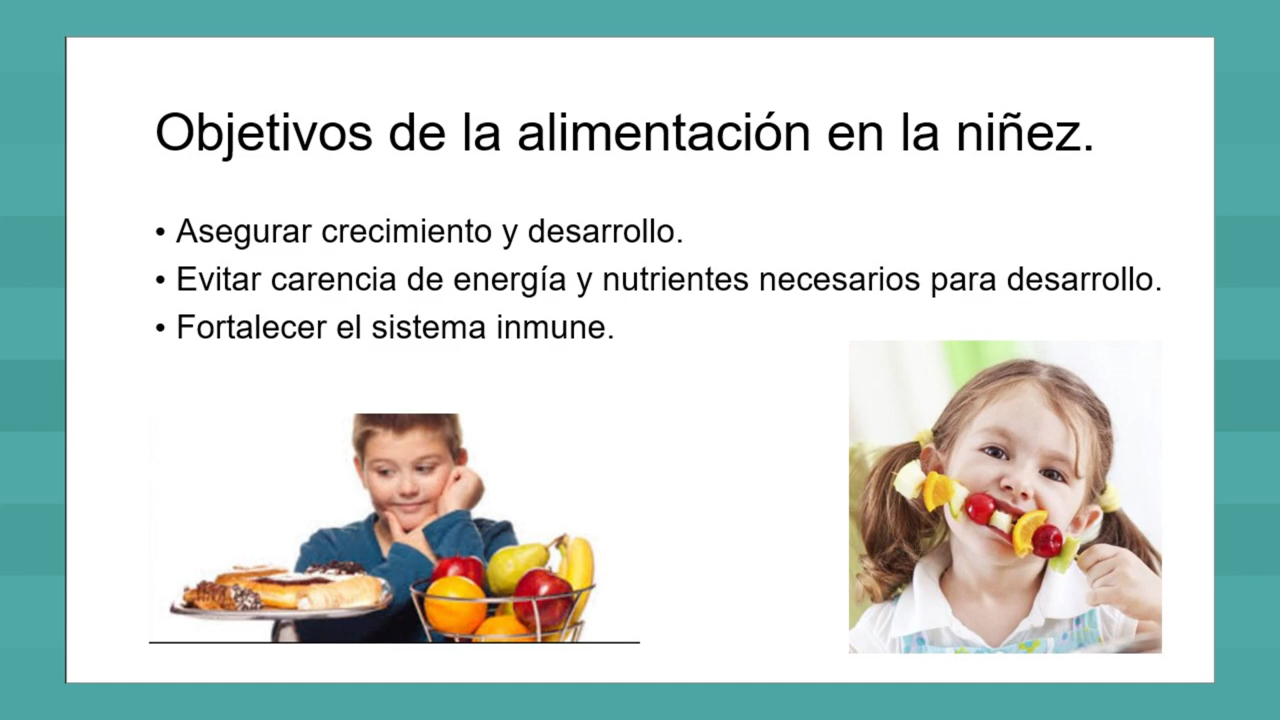 Objetivos de la alimentación en la niñez.
• Asegurar crecimiento y desarrollo.
• Evitar carencia de energía y nutrientes necesarios para desarrollo.
• Fortalecer el sistema inmune.